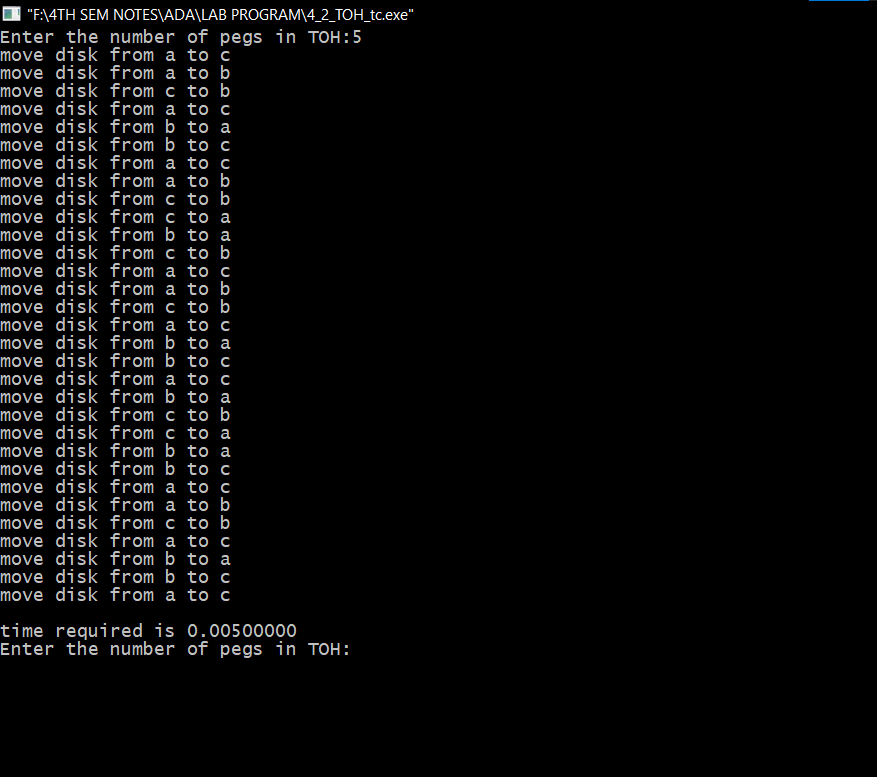 "F:\4TH SEM NOTES\ADA\LAB PROGRAM\4_2_TOH_tc.exe"
Enter the number of pegs in TOH:5
move disk from a to c
move disk from a to b
move disk from c to b
move disk from a to c
move disk from b to a
move disk from b to c
move disk from a to c
move disk from a to b
move disk from c to b
move disk from c to a
move disk from b to a
move disk from c to b
move disk from a to c
move disk from a to b
move disk from c to b
move disk from a to c
move disk from b to a
move disk from b to c
move disk from a to c
move disk from b to a
move disk from c to b
move disk from c to a
move disk from b to a
move disk from b to c
move disk from a to c
move disk from a to b
move disk from c to b
move disk from a to c
move disk from b to a
move disk from b to c
move disk from a to c
time required is 0.00500000
Enter the number of pegs in TOH: